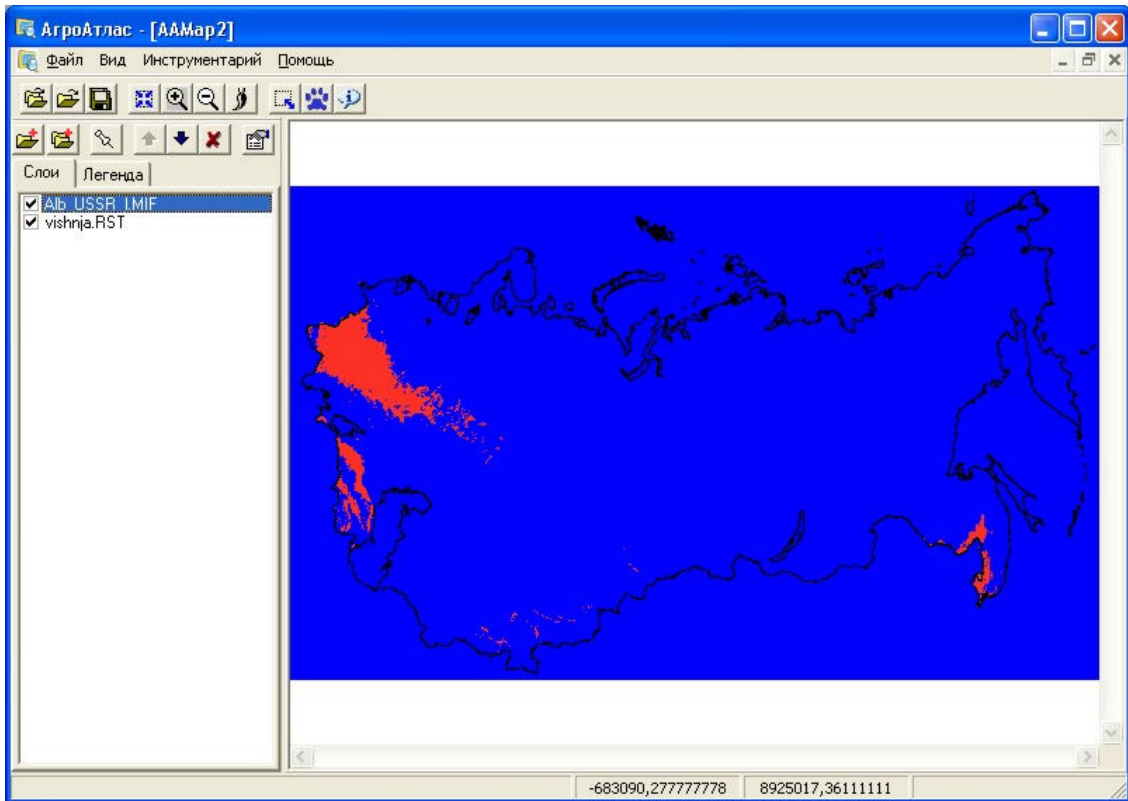 АгроАтлас - [AAMap2]
Файл Вид Инструментарий Помощь
Слои Легенда
Alb_USSR_l.MIF
vishnja.RST
-683090,277777778 8925017,36111111